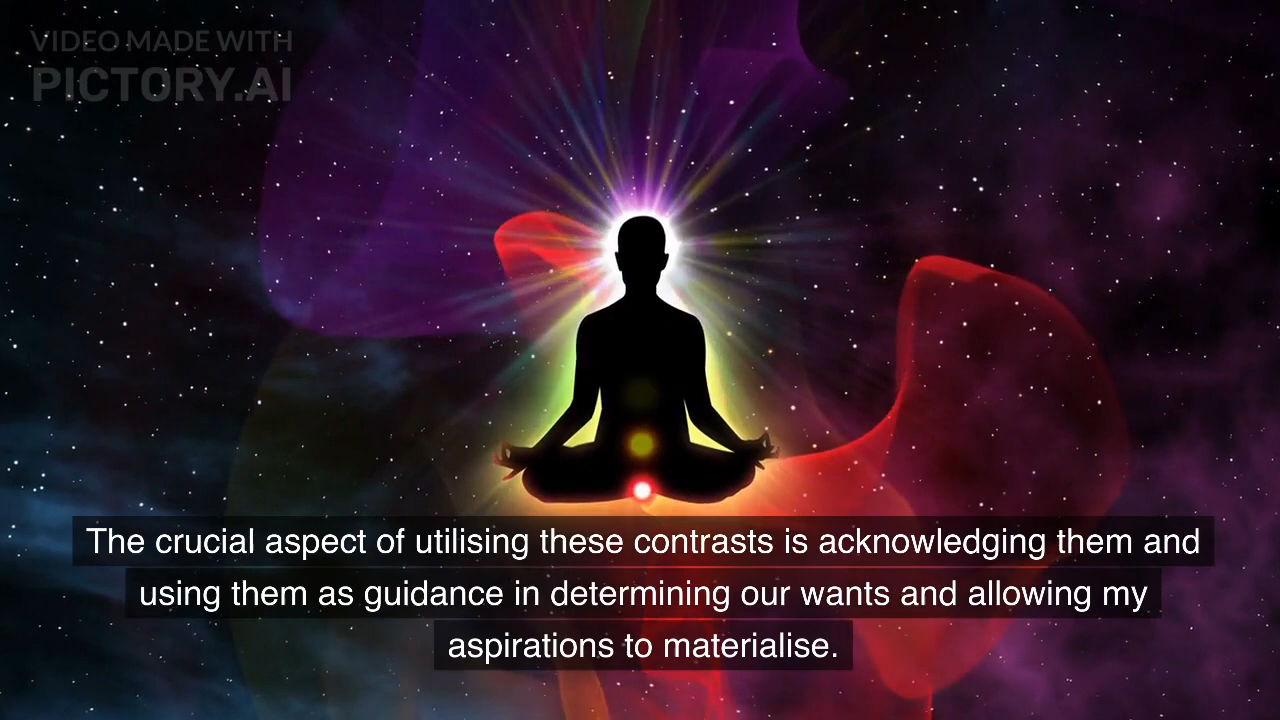 VIDEO MADE WITH
PICTORY.AI
The crucial aspect of utilising these contrasts is acknowledging them and
using them as guidance in determining our wants and allowing my
aspirations to materialise.